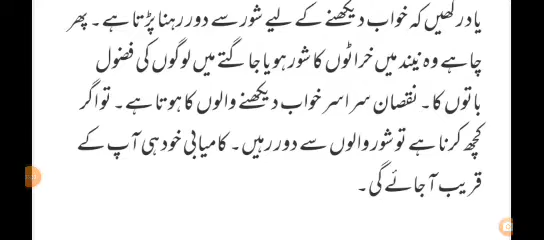 یاد رکھیں کہ خواب دیکھنے کے لیے شور سے دور رہنا پڑتا ہے۔ پھر
چاہے وہ نیند میں خراٹوں کا شور ہو یا جاگتے میں لوگوں کی فضول
باتوں کا۔ نقصان سراسر خواب دیکھنے والوں کا ہوتا ہے۔ تو اگر
کچھ کرنا ہے تو شور والوں سے دور رہیں۔ کامیابی خود ہی آپ کے
قریب آ جائے گی۔